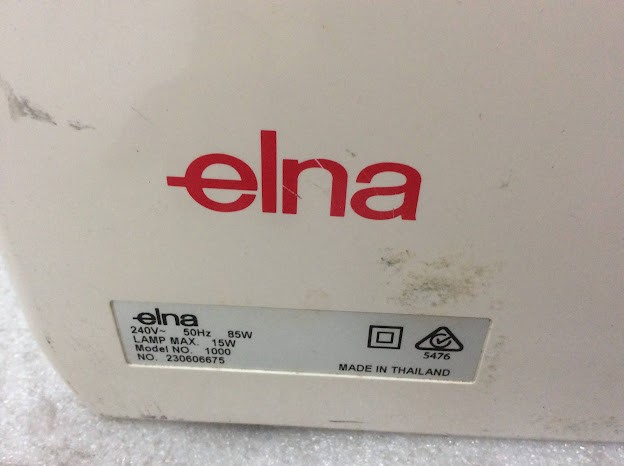 elna
elna
240V~ 50Hz 85W
LAMP MAX. 15W
Model NO. 1000
NO. 230606675
5476
MADE IN THAILAND